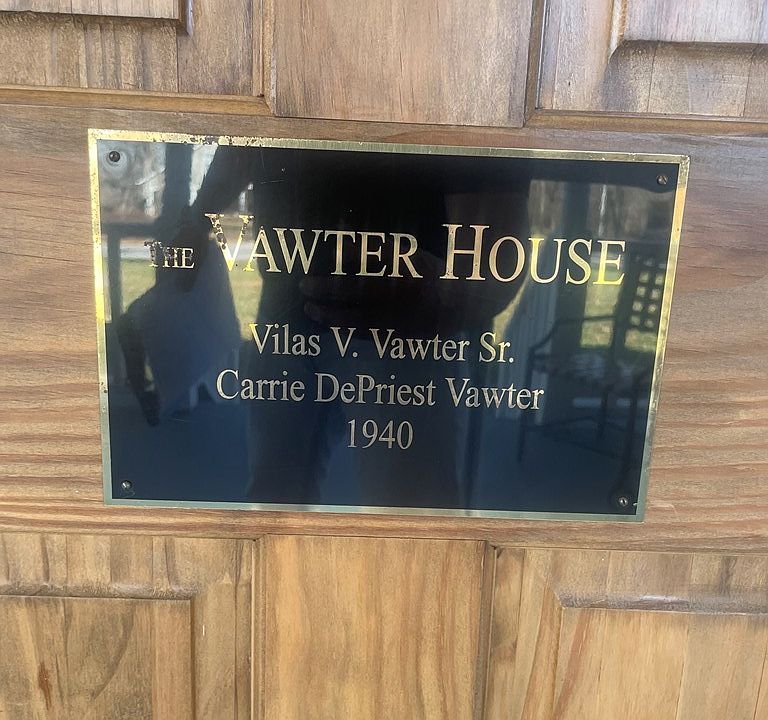 THE VAWTER HOUSE
Vilas V. Vawter Sr.
Carrie DePriest Vawter
1940